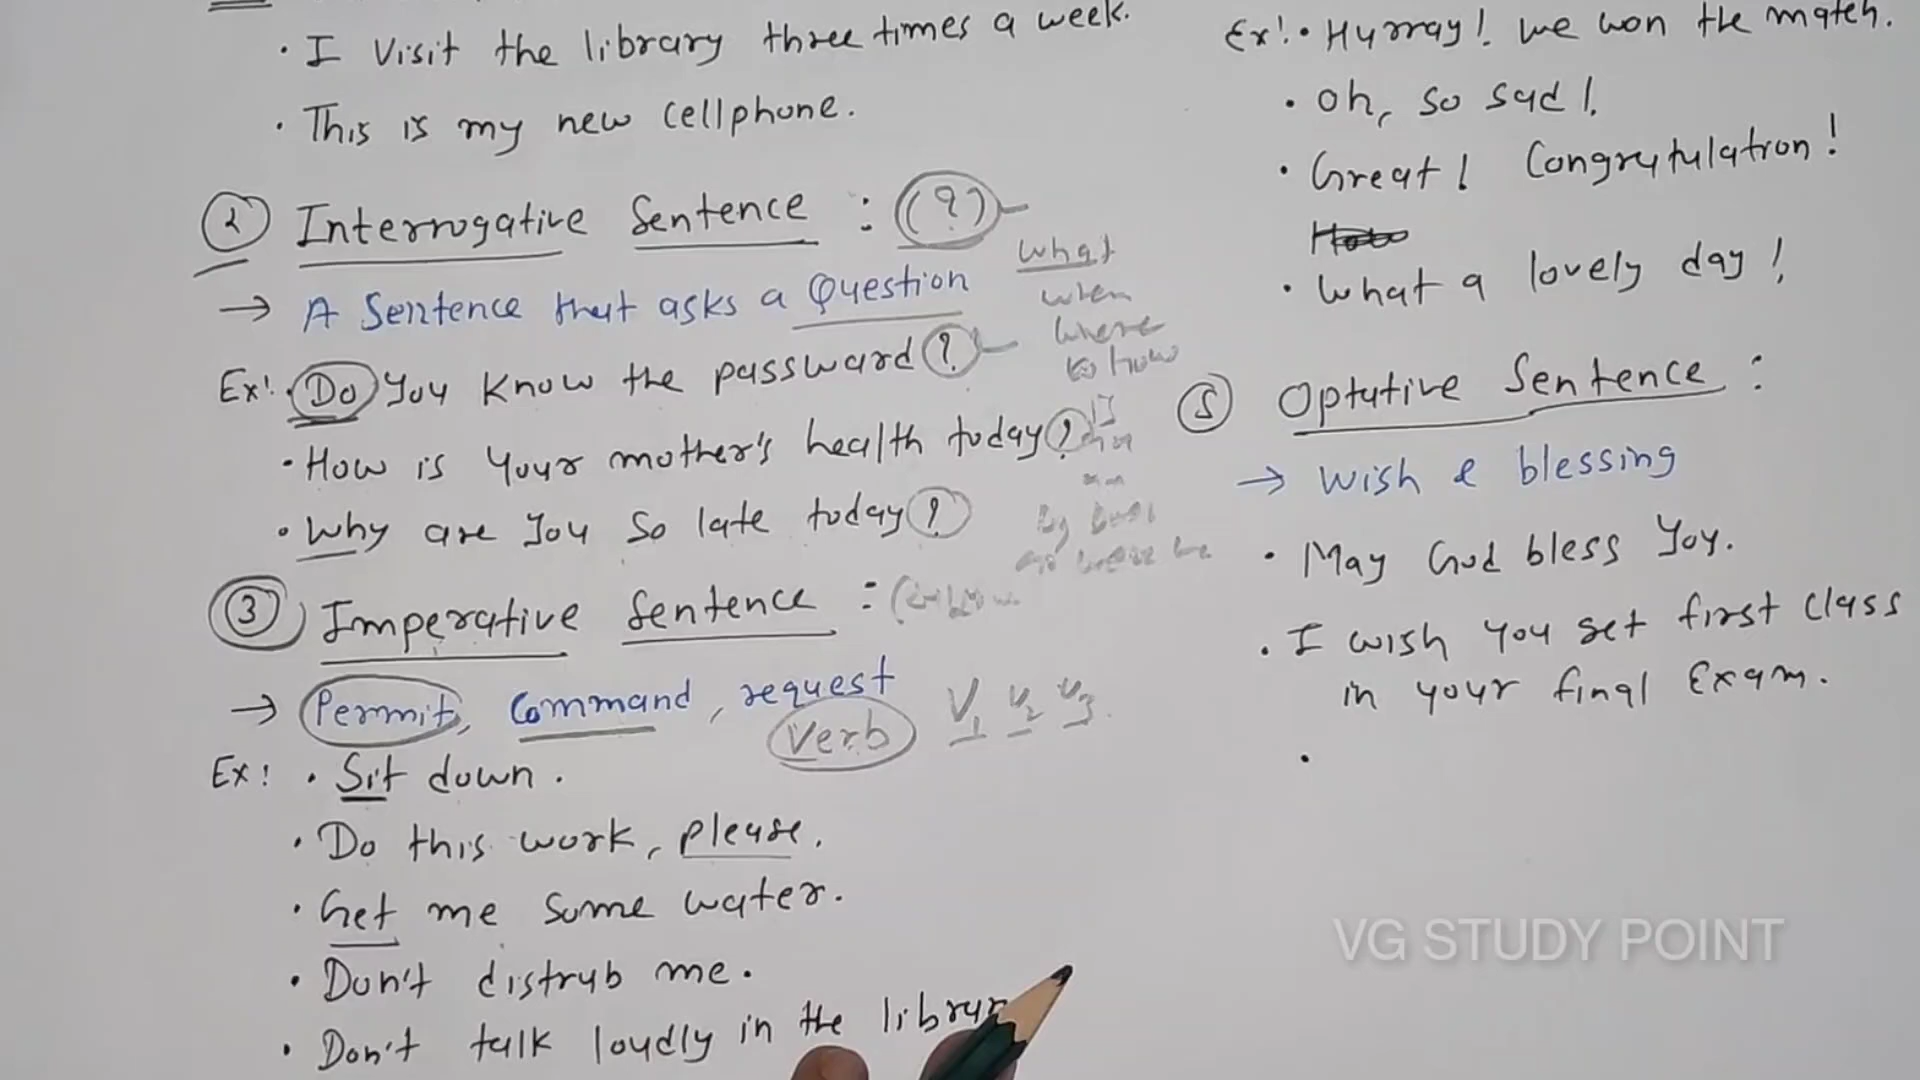 • I visit the library three times a week.
• This is my new cellphone.
② Interrogative Sentence : (?)
→ A Sentence that asks a Question
what
when
where
how
Ex: • Do you know the passward ?
• How is your mother's health today ?
• Why are you so late today ?
③ Imperative Sentence :
→ Permit, Command, request
Verb V1 V2 V3.
Ex: • Sit down.
• Do this work, please.
• Get me some water.
• Don't distrub me.
• Don't talk loudly in the librar
Ex: • Hurray! we won the match.
• Oh, so sad!
• Great! Congratulation!
• What a lovely day!
⑤ Optative Sentence :
→ Wish & blessing
• May God bless you.
• I wish you get first class
in your final Exam.
•
VG STUDY POINT